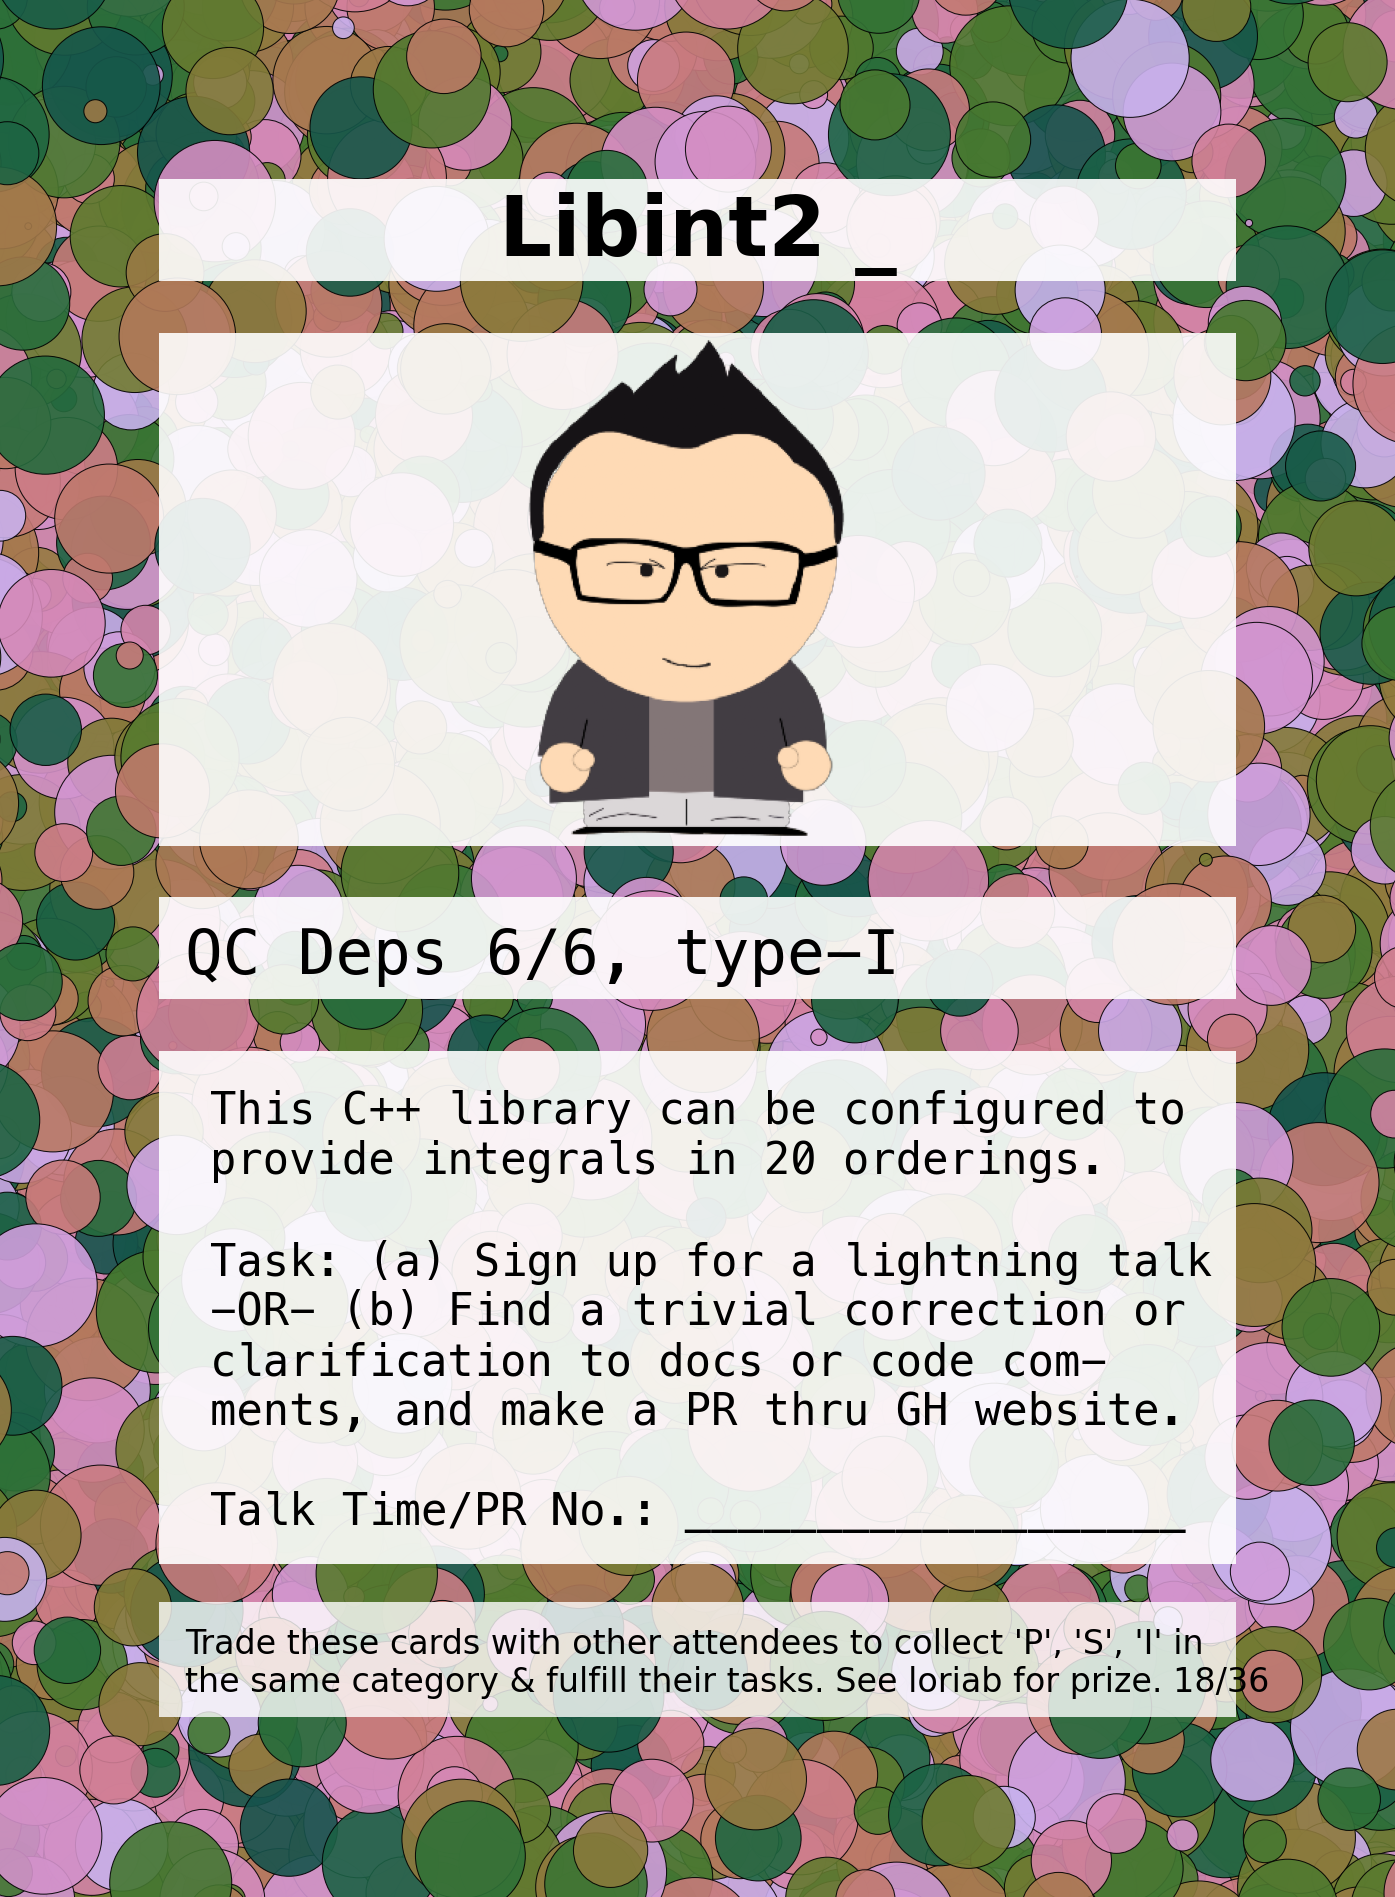 Libint2 _
QC Deps 6/6, type−I
This C++ library can be configured to
provide integrals in 20 orderings.
Task: (a) Sign up for a lightning talk
−OR− (b) Find a trivial correction or
clarification to docs or code com−
ments, and make a PR thru GH website.
Talk Time/PR No.: ___________________
Trade these cards with other attendees to collect 'P', 'S', 'I' in
the same category & fulfill their tasks. See loriab for prize. 18/36